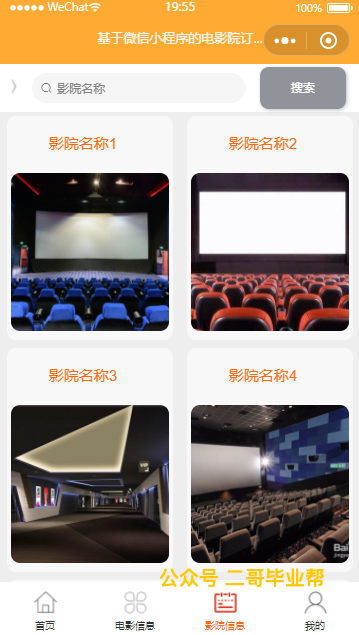 WeChat 19:55 100%
基于微信小程序的电影院订...
影院名称 搜索
影院名称1 影院名称2
影院名称3 影院名称4
Bai
公众号 二哥毕业帮
首页 电影信息 影院信息 我的